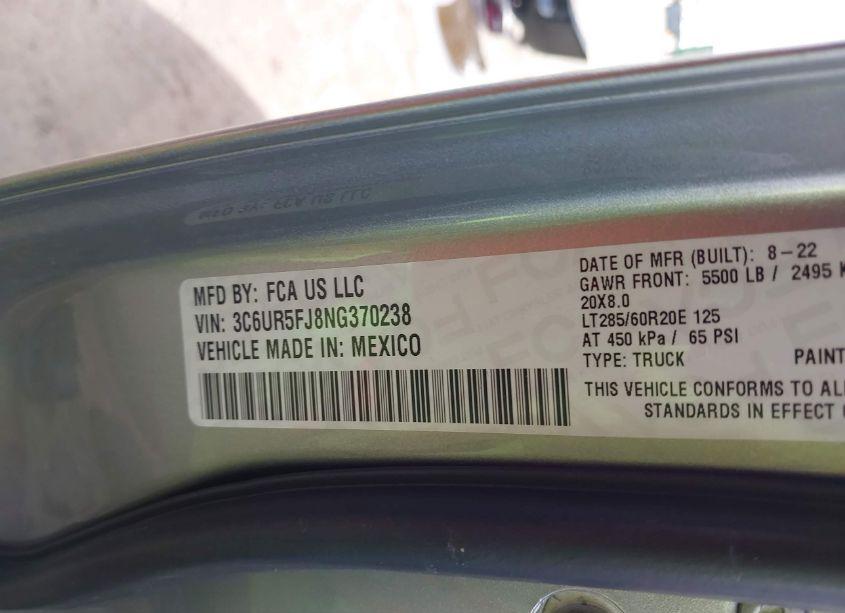 MFD BY: FCA US LLC
VIN: 3C6UR5FJ8NG370238
VEHICLE MADE IN: MEXICO
DATE OF MFR (BUILT): 8-22
GAWR FRONT: 5500 LB / 2495 K
20X8.0
LT285/60R20E 125
AT 450 kPa / 65 PSI
TYPE: TRUCK PAINT
THIS VEHICLE CONFORMS TO AL
STANDARDS IN EFFECT